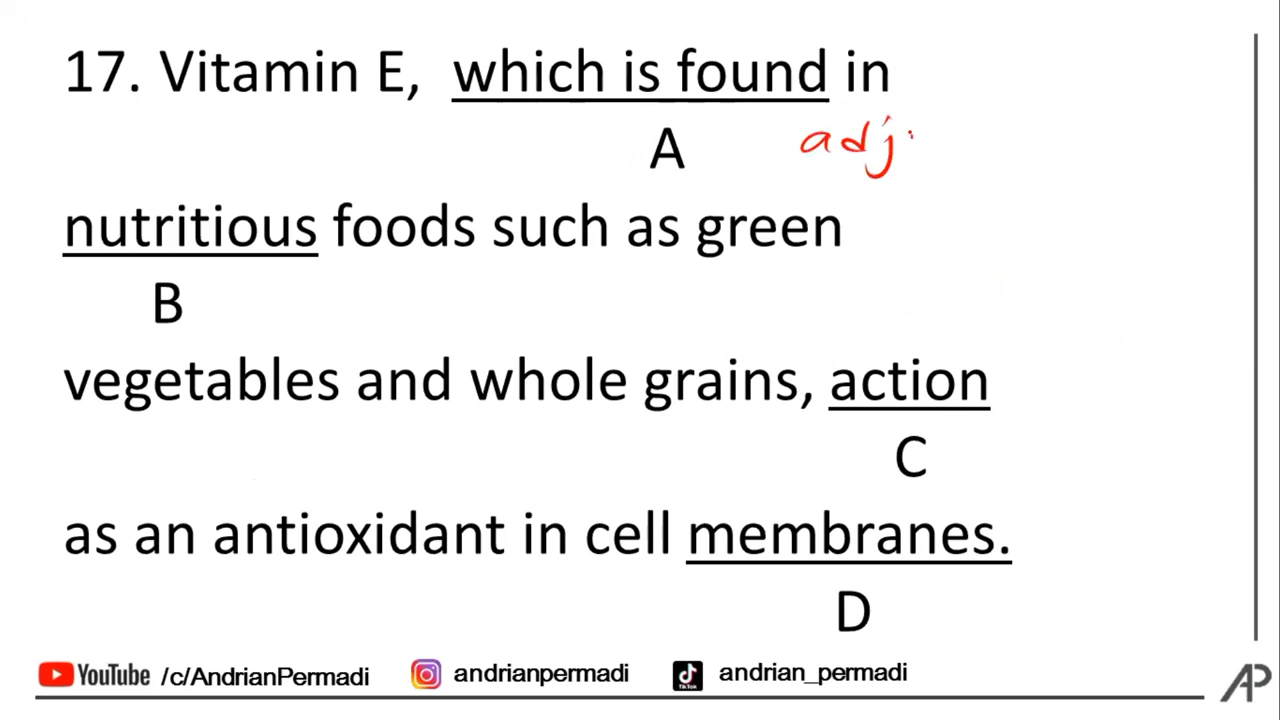 17. Vitamin E, which is found in
A adj.
nutritious foods such as green
B
vegetables and whole grains, action
C
as an antioxidant in cell membranes.
D
YouTube /c/AndrianPermadi andrianpermadi TikTok andrian_permadi AP